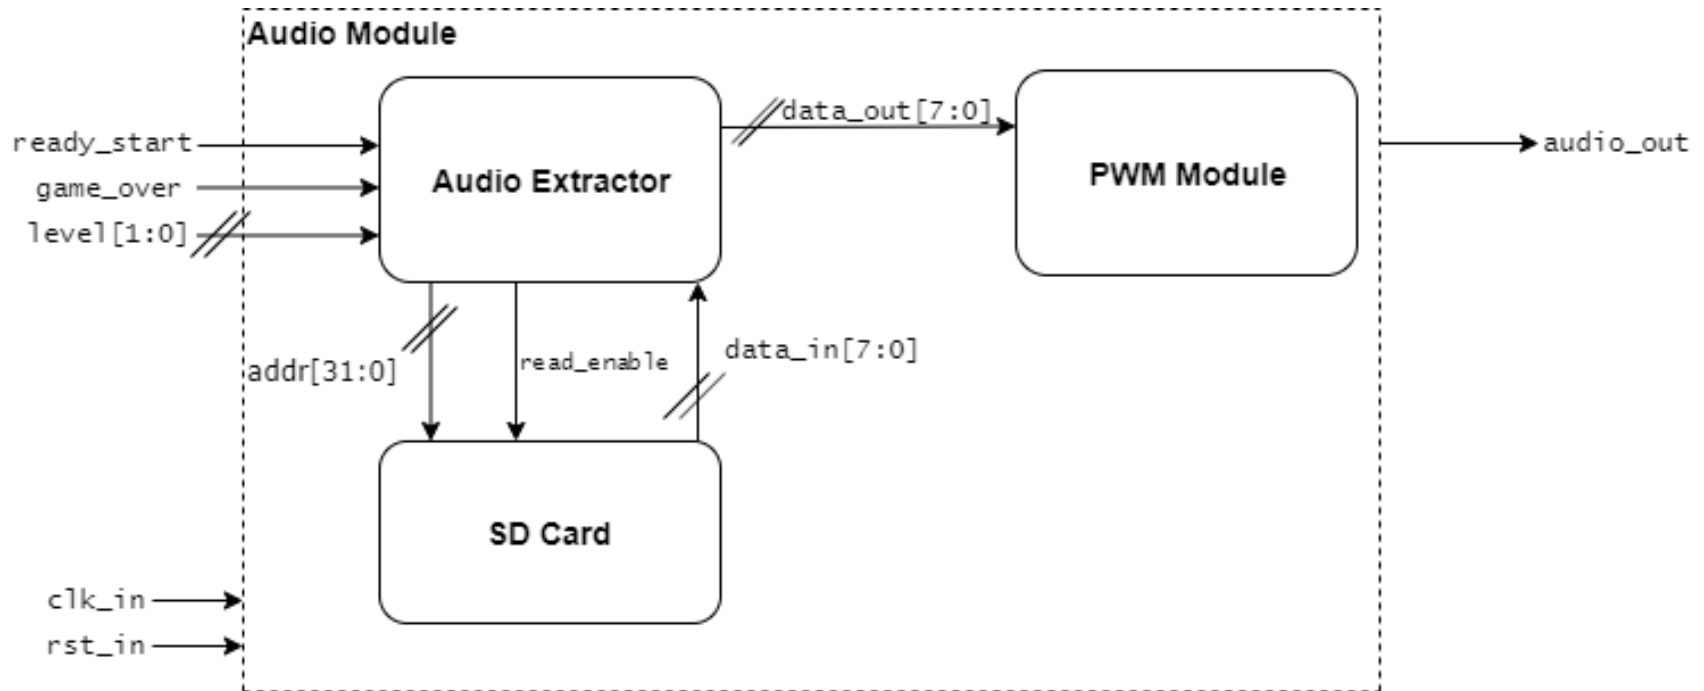 Audio Module
ready_start
game_over
level[1:0]
Audio Extractor
data_out[7:0]
PWM Module
audio_out
addr[31:0]
read_enable
data_in[7:0]
SD Card
clk_in
rst_in